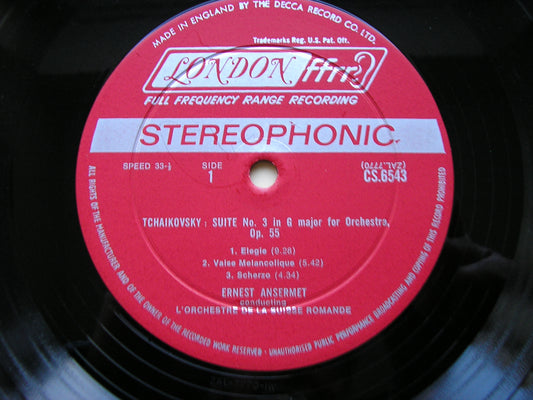 MADE IN ENGLAND BY THE DECCA RECORD CO. LTD.
Trademarks Reg. U.S. Pat. Off.
LONDON ffrr
FULL FREQUENCY RANGE RECORDING
STEREOPHONIC
SPEED 33-⅓
SIDE
1
(ZAL.7770)
CS.6543
TCHAIKOVSKY: SUITE No. 3 in G major for Orchestra,
Op. 55
1. Elegie (9.28)
2. Valse Melancolique (5.42)
3. Scherzo (4.34)
ERNEST ANSERMET
conducting
L'ORCHESTRE DE LA SUISSE ROMANDE
ALL RIGHTS OF THE MANUFACTURER AND OF THE OWNER OF THE RECORDED WORK RESERVED · UNAUTHORISED PUBLIC PERFORMANCE BROADCASTING AND COPYING OF THIS RECORD PROHIBITED